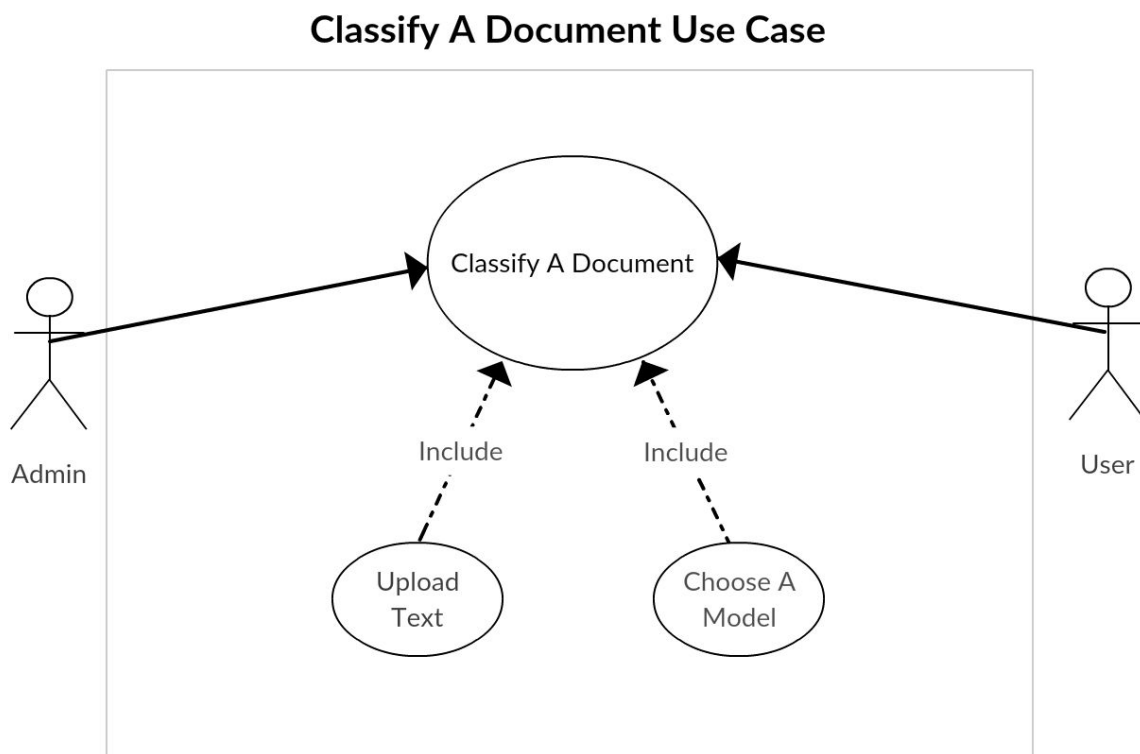 Classify A Document Use Case
Classify A Document
Include
Include
Admin
User
Upload
Text
Choose A
Model